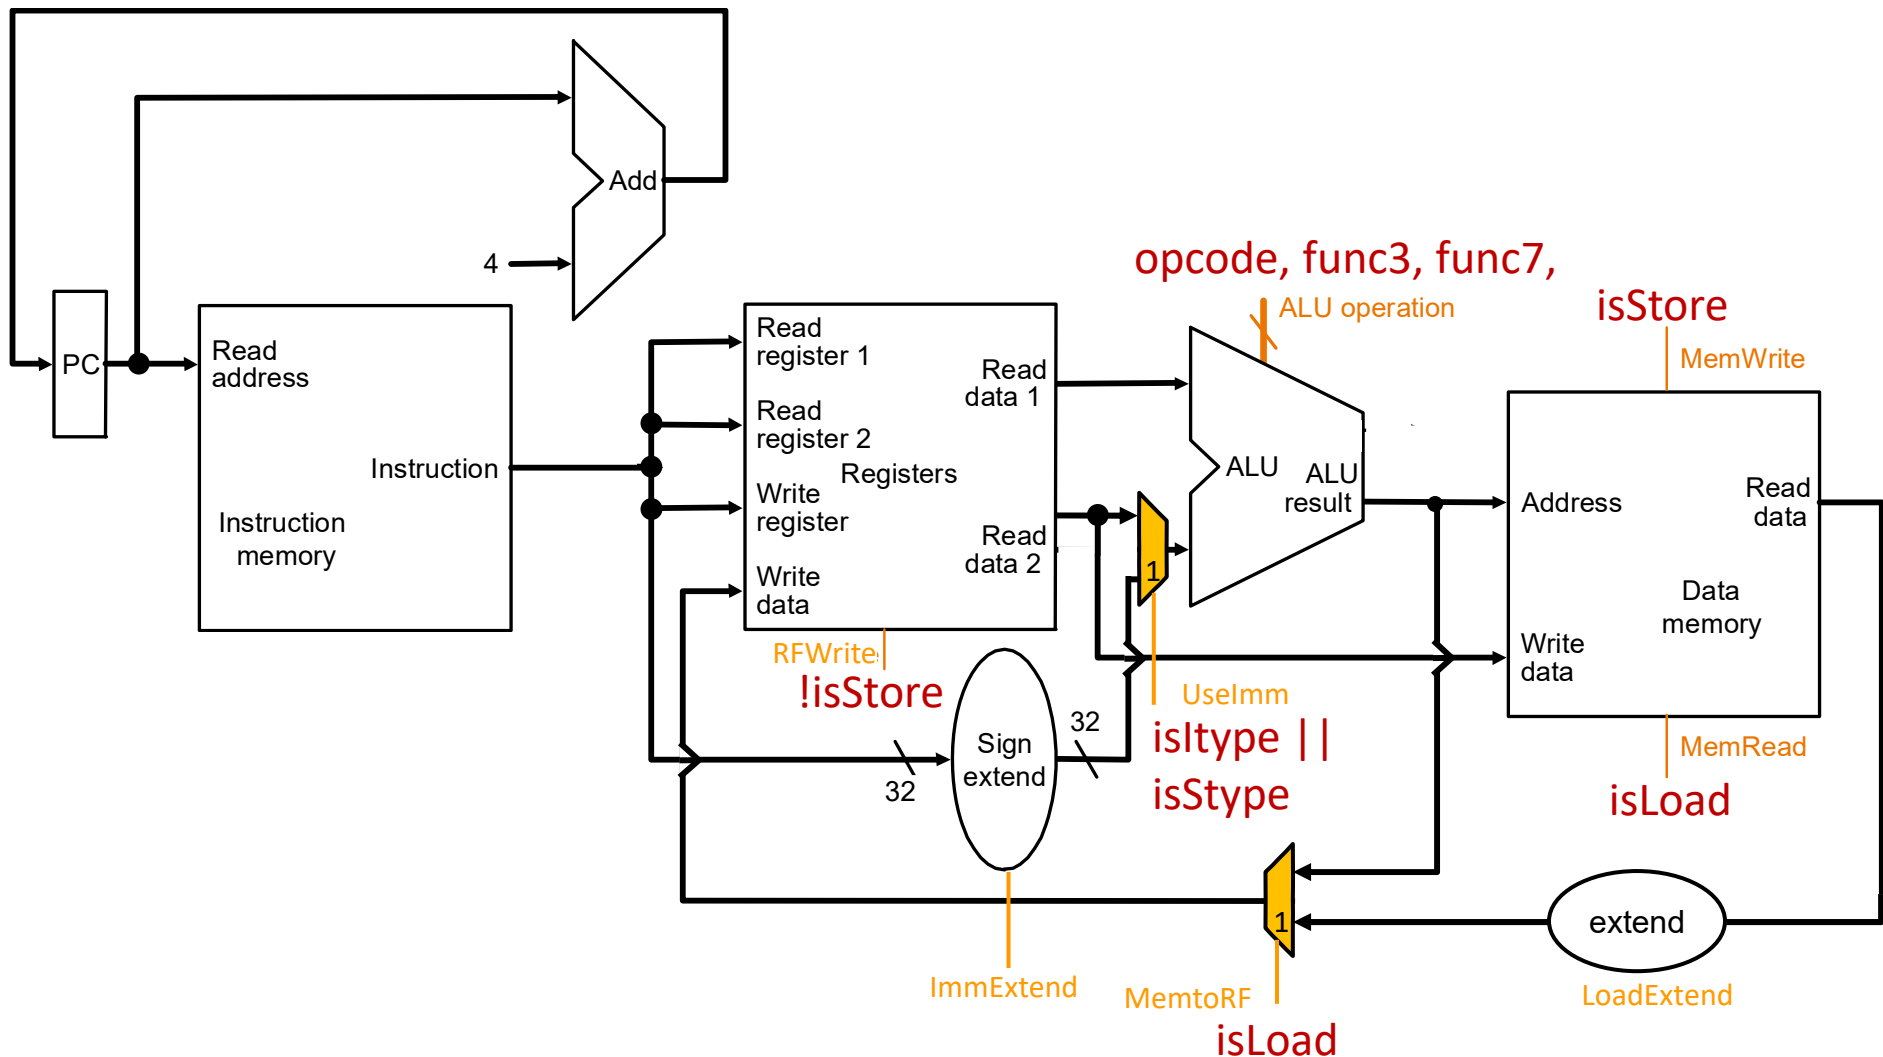 Add
4
opcode, func3, func7,
ALU operation
isStore
MemWrite
PC
Read
address
Instruction
Instruction
memory
Read
register 1
Read
register 2
Registers
Write
register
Write
data
Read
data 1
Read
data 2
RFWrite
!isStore
1
ALU
ALU
result
Address
Read
data
Data
memory
Write
data
MemRead
isLoad
UseImm
isItype ||
isStype
32
Sign
extend
32
ImmExtend
1
MemtoRF
isLoad
extend
LoadExtend